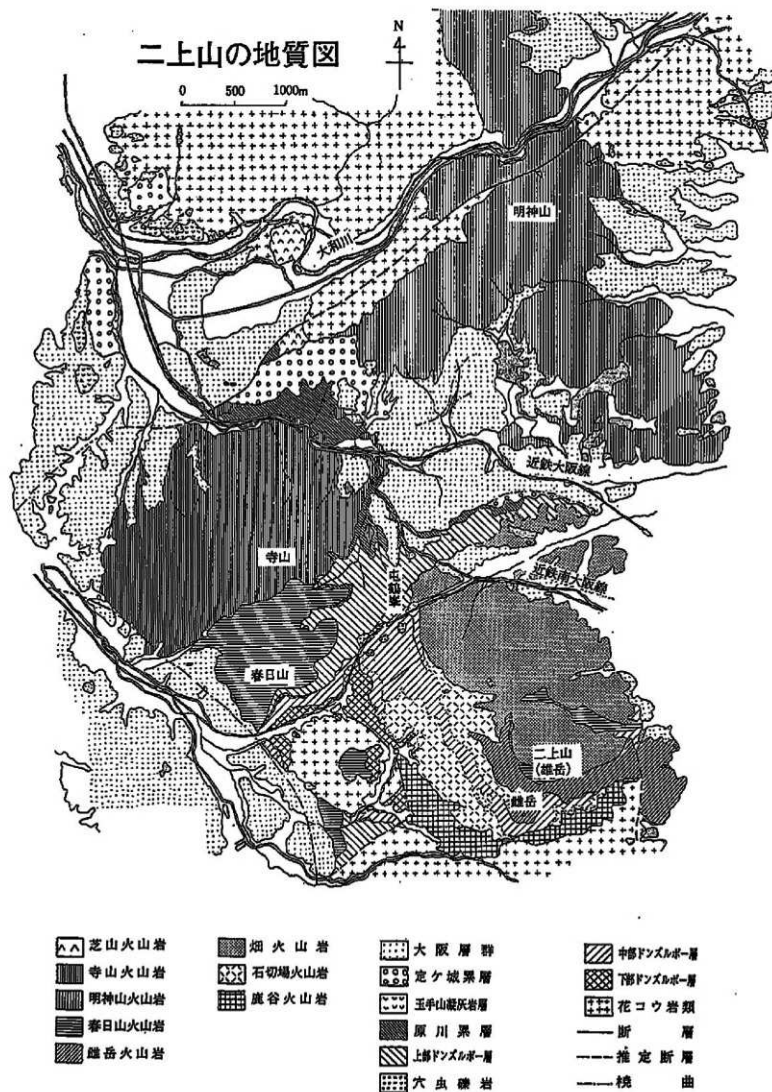 二上山の地質図
N
0 500 1000m
明神山
大和川
近鉄大阪線
寺山
屯鶴峯
近鉄南大阪線
春日山
二上山
(雄岳)
雌岳
芝山火山岩
寺山火山岩
明神山火山岩
春日山火山岩
雌岳火山岩
畑火山岩
石切場火山岩
鹿谷火山岩
大阪層群
定ケ城累層
玉手山凝灰岩層
原川累層
上部ドンズルボー層
穴虫礫岩
中部ドンズルボー層
下部ドンズルボー層
花コウ岩類
断層
推定断層
撓曲